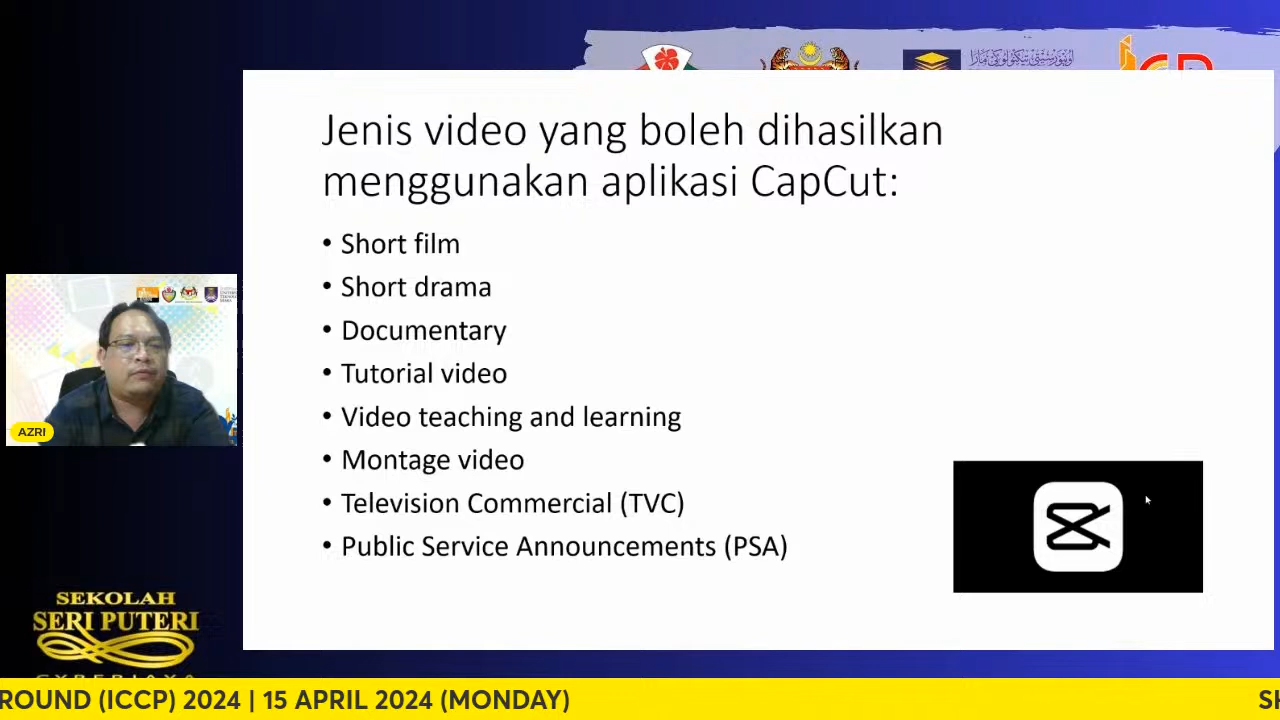 Jenis video yang boleh dihasilkan
menggunakan aplikasi CapCut:
• Short film
• Short drama
• Documentary
• Tutorial video
• Video teaching and learning
• Montage video
• Television Commercial (TVC)
• Public Service Announcements (PSA)
AZRI
SEKOLAH
SERI PUTERI
CYBERJAYA
ROUND (ICCP) 2024 | 15 APRIL 2024 (MONDAY)